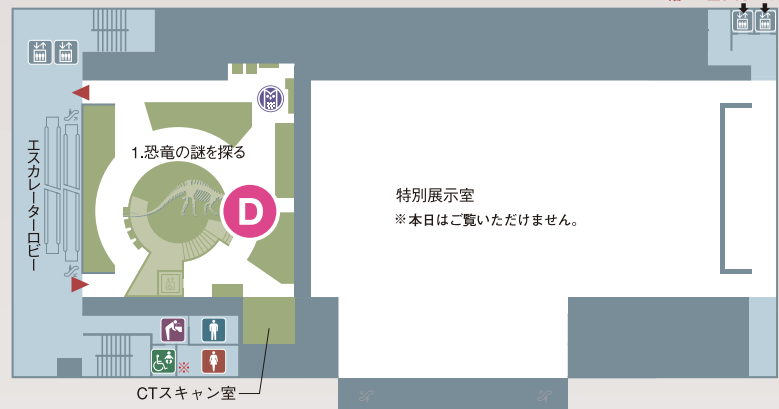 1.恐竜の謎を探る
D
エスカレーターロビー
特別展示室
※本日はご覧いただけません。
※
CTスキャン室